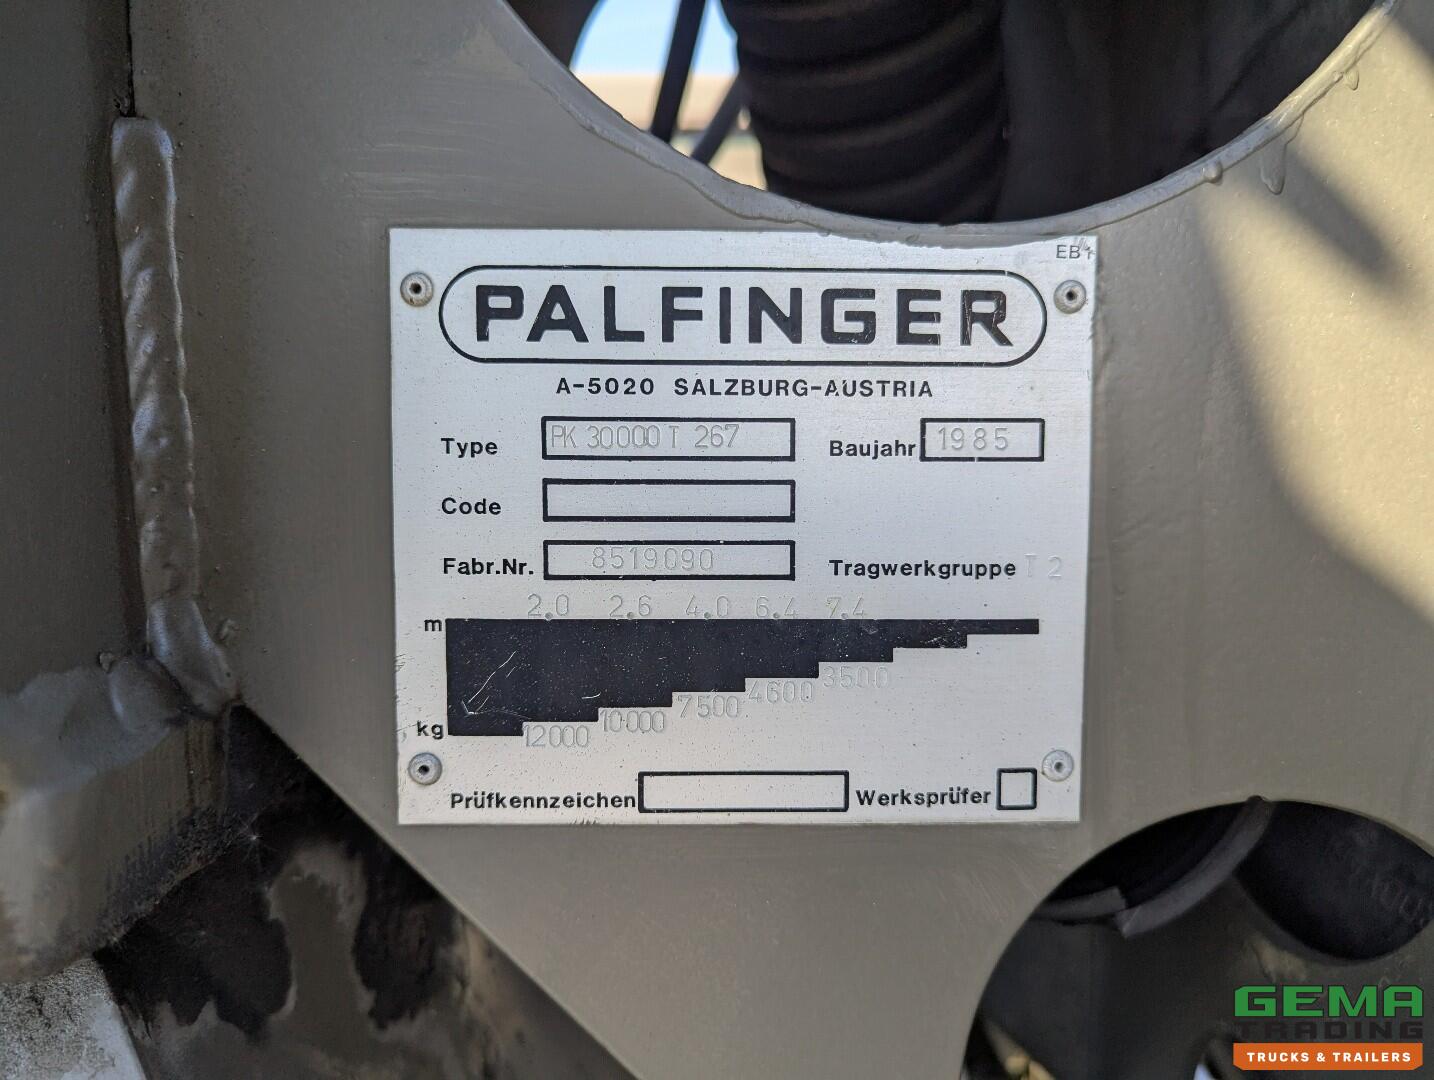 EB1
PALFINGER
A-5020 SALZBURG-AUSTRIA
Type PK 30000 T 267 Baujahr 1985
Code
Fabr.Nr. 8519090 Tragwerkgruppe T 2
2.0 2.6 4.0 6.4 7.4
m
3500
4600
7500
10000
12000
kg
Prüfkennzeichen Werksprüfer
GEMA
TRADING
TRUCKS & TRAILERS